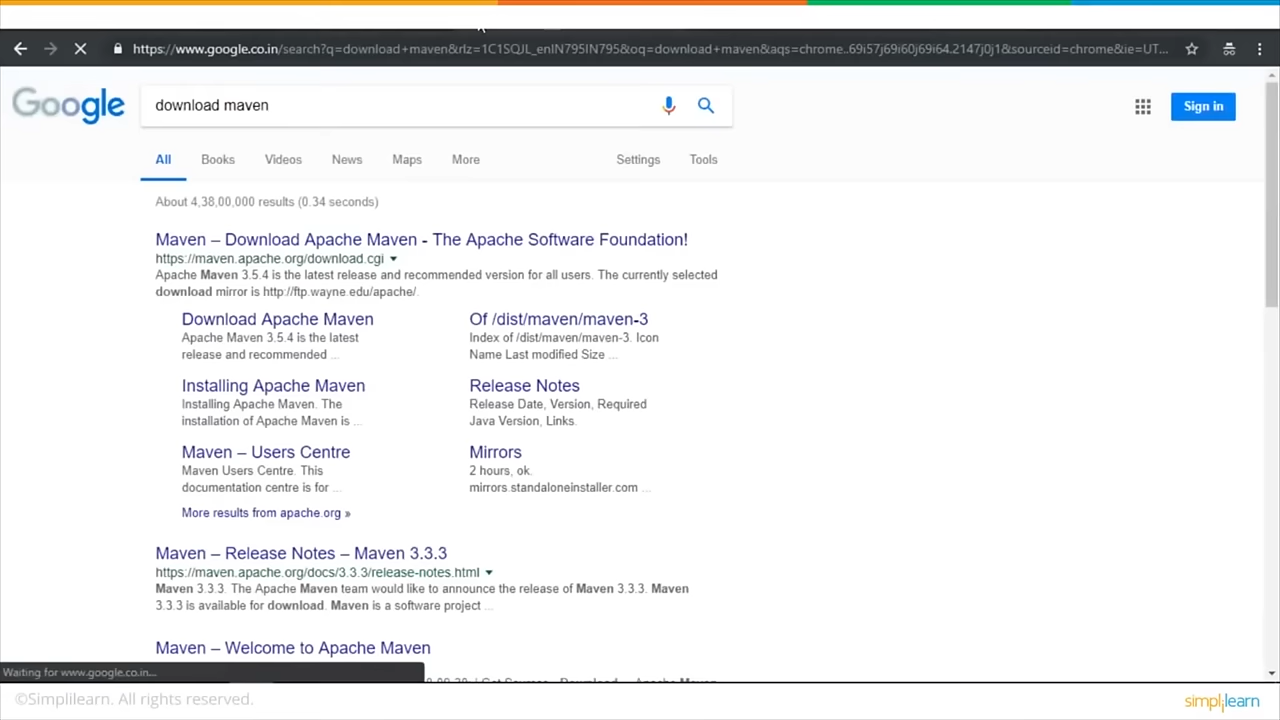 https://www.google.co.in/search?q=download+maven&rlz=1C1SQJL_enIN795IN795&oq=download+maven&aqs=chrome..69i57j69i60j69i64.2147j0j1&sourceid=chrome&ie=UT...
Google
download maven
Sign in
All Books Videos News Maps More Settings Tools
About 4,38,00,000 results (0.34 seconds)
Maven – Download Apache Maven - The Apache Software Foundation!
https://maven.apache.org/download.cgi
Apache Maven 3.5.4 is the latest release and recommended version for all users. The currently selected
download mirror is http://ftp.wayne.edu/apache/.
Download Apache Maven
Apache Maven 3.5.4 is the latest
release and recommended ...
Of /dist/maven/maven-3
Index of /dist/maven/maven-3. Icon
Name Last modified Size ...
Installing Apache Maven
Installing Apache Maven. The
installation of Apache Maven is ...
Release Notes
Release Date, Version, Required
Java Version, Links.
Maven – Users Centre
Maven Users Centre. This
documentation centre is for ...
Mirrors
2 hours, ok.
mirrors.standaloneinstaller.com ...
More results from apache.org »
Maven – Release Notes – Maven 3.3.3
https://maven.apache.org/docs/3.3.3/release-notes.html
Maven 3.3.3. The Apache Maven team would like to announce the release of Maven 3.3.3. Maven
3.3.3 is available for download. Maven is a software project ...
Maven – Welcome to Apache Maven
Waiting for www.google.co.in...
©Simplilearn. All rights reserved.
simplilearn